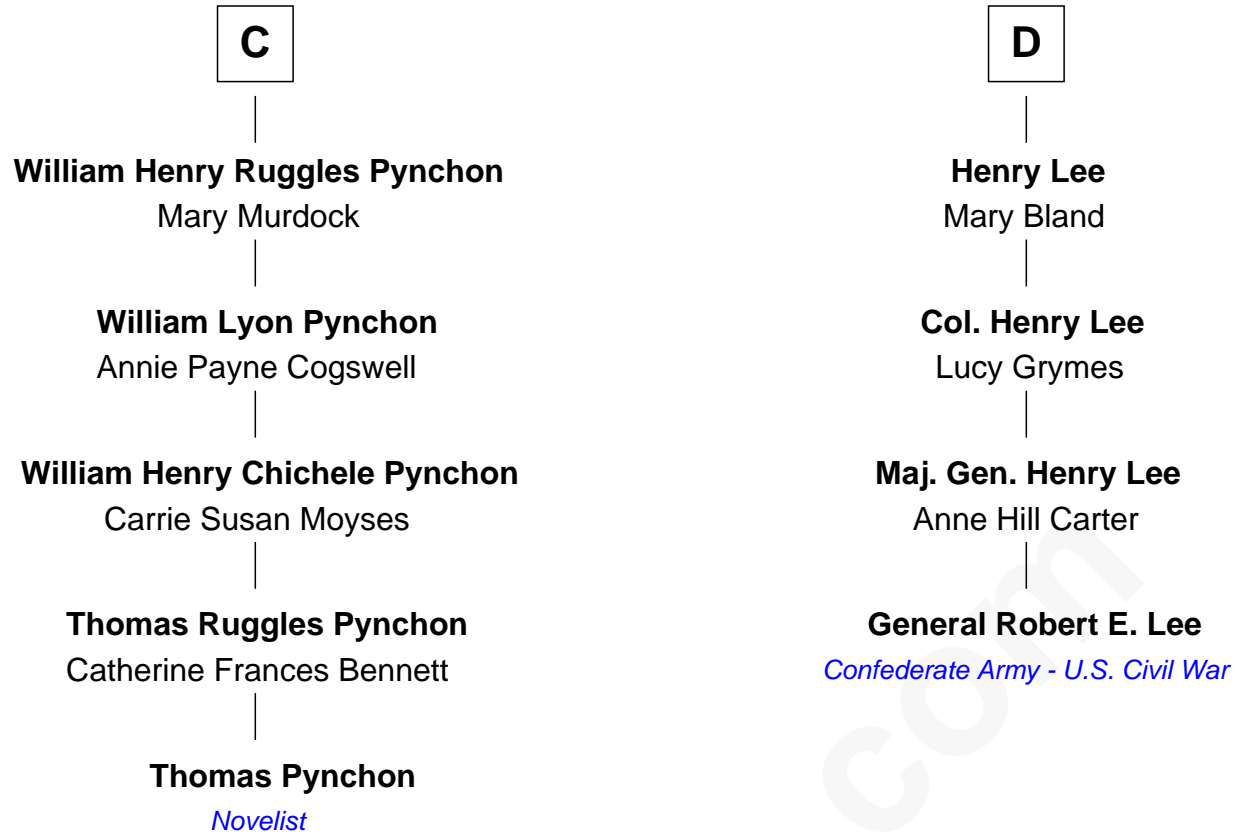 C
William Henry Ruggles Pynchon
Mary Murdock
William Lyon Pynchon
Annie Payne Cogswell
William Henry Chichele Pynchon
Carrie Susan Moyses
Thomas Ruggles Pynchon
Catherine Frances Bennett
Thomas Pynchon
Novelist
D
Henry Lee
Mary Bland
Col. Henry Lee
Lucy Grymes
Maj. Gen. Henry Lee
Anne Hill Carter
General Robert E. Lee
Confederate Army - U.S. Civil War
com